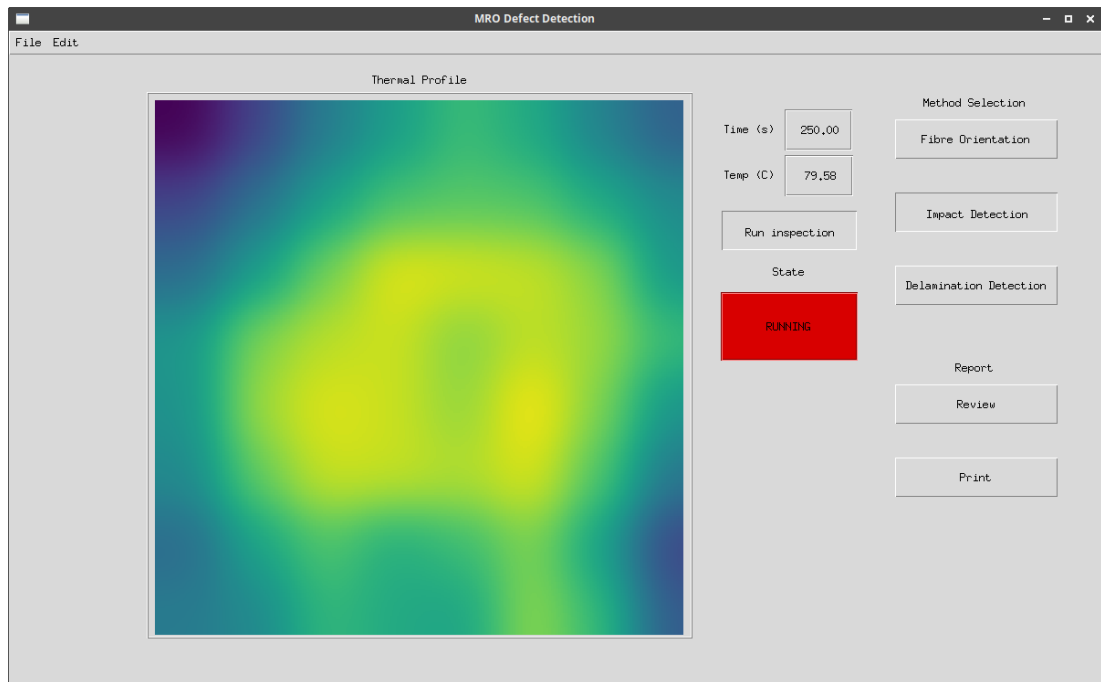 MRO Defect Detection
File Edit
Thermal Profile
Time (s) 250.00
Temp (C) 79.58
Run inspection
State
RUNNING
Method Selection
Fibre Orientation
Impact Detection
Delamination Detection
Report
Review
Print